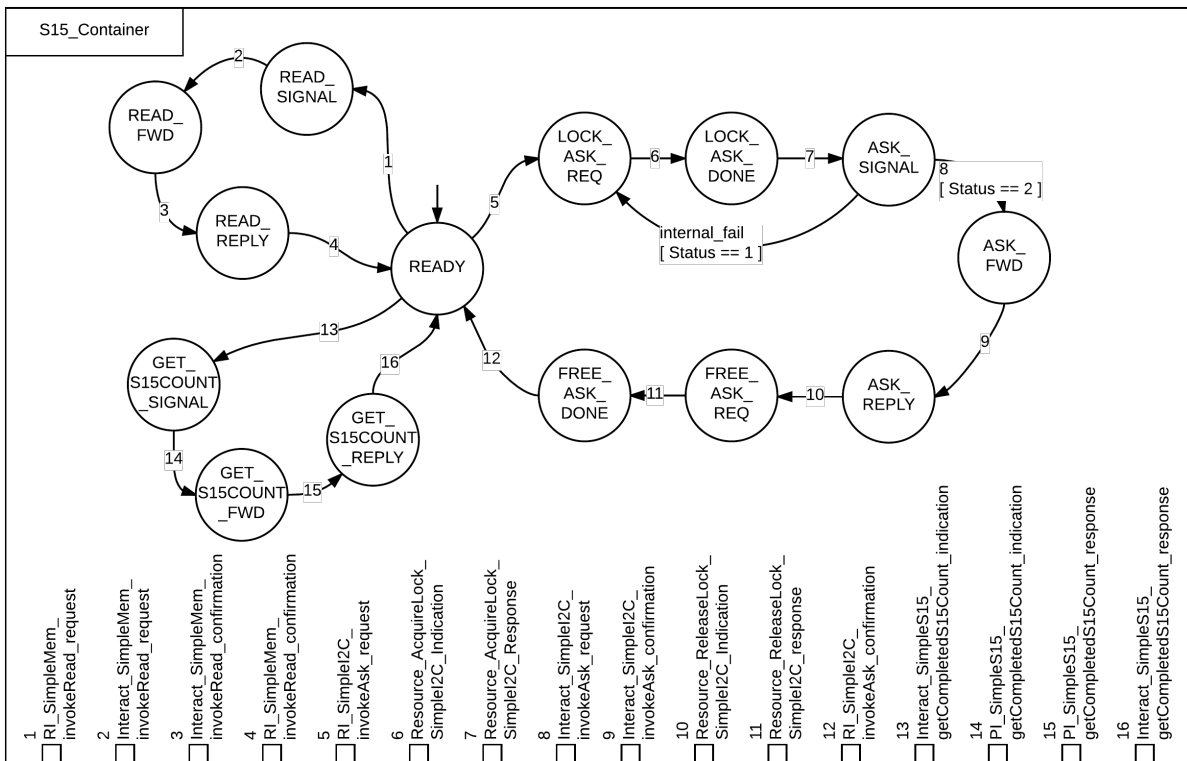 S15_Container
READ_
SIGNAL
READ_
FWD
READ_
REPLY
READY
LOCK_
ASK_
REQ
LOCK_
ASK_
DONE
ASK_
SIGNAL
ASK_
FWD
ASK_
REPLY
FREE_
ASK_
REQ
FREE_
ASK_
DONE
GET_
S15COUNT
_SIGNAL
GET_
S15COUNT
_FWD
GET_
S15COUNT
_REPLY
1
2
3
4
5
6
7
8
[ Status == 2 ]
internal_fail
[ Status == 1 ]
9
10
11
12
13
14
15
16
1
RI_SimpleMem_
invokeRead_request
2
Interact_SimpleMem_
invokeRead_request
3
Interact_SimpleMem_
invokeRead_confirmation
4
RI_SimpleMem_
invokeRead_confirmation
5
RI_SimpleI2C_
invokeAsk_request
6
Resource_AcquireLock_
SimpleI2C_Indication
7
Resource_AcquireLock_
SimpleI2C_Response
8
Interact_SimpleI2C_
invokeAsk_request
9
Interact_SimpleI2C_
invokeAsk_confirmation
10
Resource_ReleaseLock_
SimpleI2C_Indication
11
Resource_ReleaseLock_
SimpleI2C_response
12
RI_SimpleI2C_
invokeAsk_confirmation
13
Interact_SimpleS15_
getCompletedS15Count_indication
14
PI_SimpleS15_
getCompletedS15Count_indication
15
PI_SimpleS15_
getCompletedS15Count_response
16
Interact_SimpleS15_
getCompletedS15Count_response